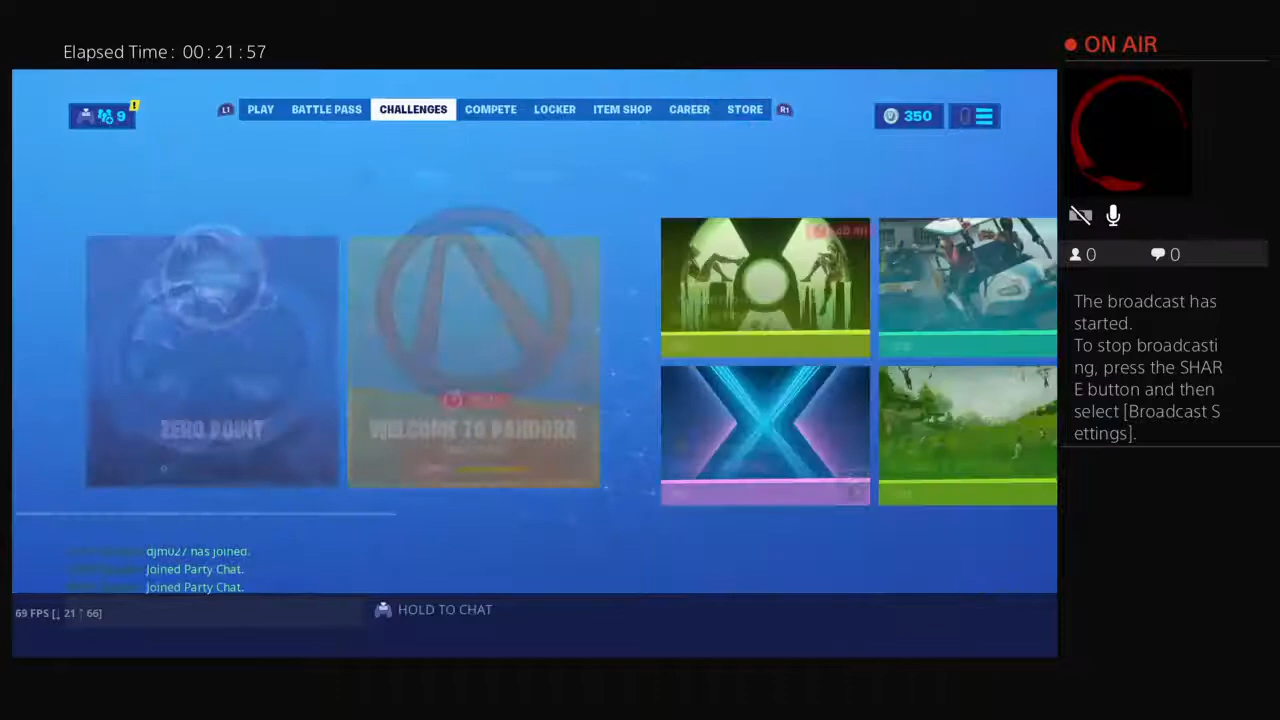 Elapsed Time: 00:21:57
ON AIR
9
L1 PLAY BATTLE PASS CHALLENGES COMPETE LOCKER ITEM SHOP CAREER STORE R1
350
0
0
The broadcast has
started.
To stop broadcasti
ng, press the SHAR
E button and then
select [Broadcast S
ettings].
ZERO POINT
WELCOME TO PANDORA
djm027 has joined.
Joined Party Chat.
Joined Party Chat.
69 FPS [↓ 21 ↑ 66]
HOLD TO CHAT